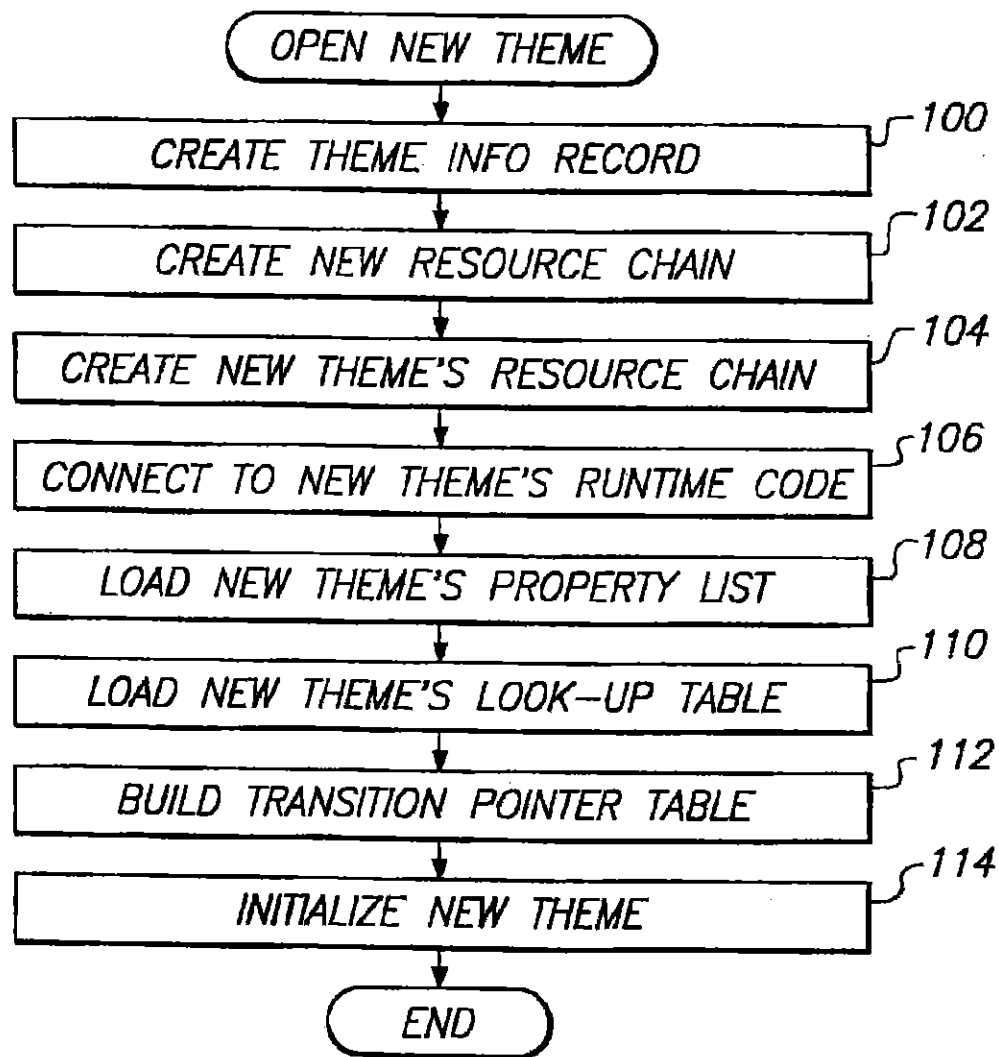 OPEN NEW THEME
100
CREATE THEME INFO RECORD
102
CREATE NEW RESOURCE CHAIN
104
CREATE NEW THEME'S RESOURCE CHAIN
106
CONNECT TO NEW THEME'S RUNTIME CODE
108
LOAD NEW THEME'S PROPERTY LIST
110
LOAD NEW THEME'S LOOK-UP TABLE
112
BUILD TRANSITION POINTER TABLE
114
INITIALIZE NEW THEME
END